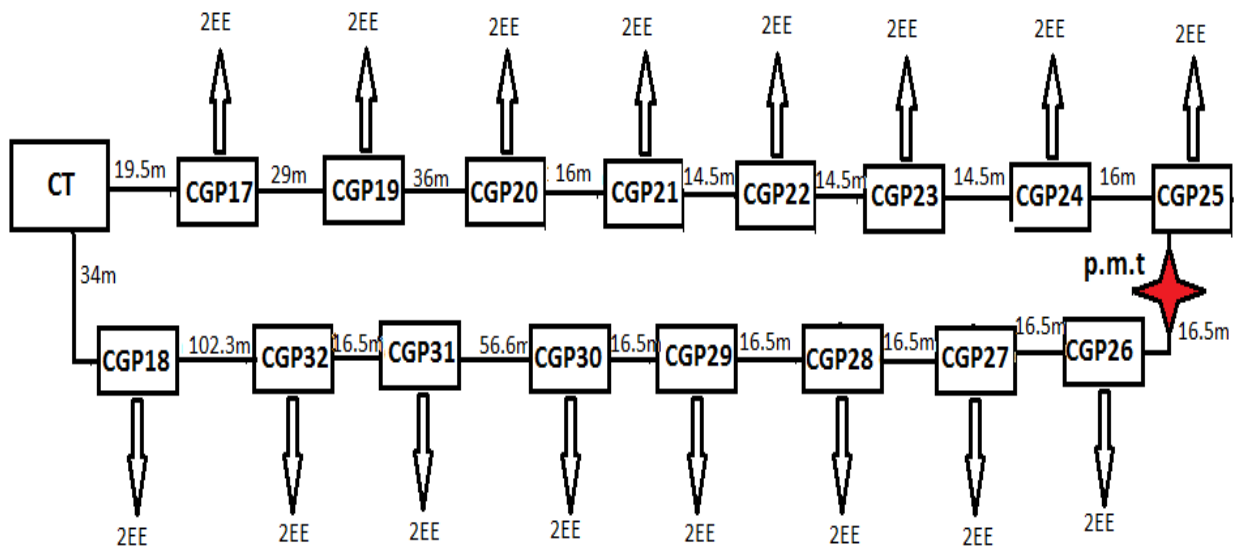 2EE 2EE 2EE 2EE 2EE 2EE 2EE 2EE
CT 19.5m CGP17 29m CGP19 36m CGP20 16m CGP21 14.5m CGP22 14.5m CGP23 14.5m CGP24 16m CGP25
34m p.m.t
CGP18 102.3m CGP32 16.5m CGP31 56.6m CGP30 16.5m CGP29 16.5m CGP28 16.5m CGP27 16.5m CGP26 16.5m
2EE 2EE 2EE 2EE 2EE 2EE 2EE 2EE